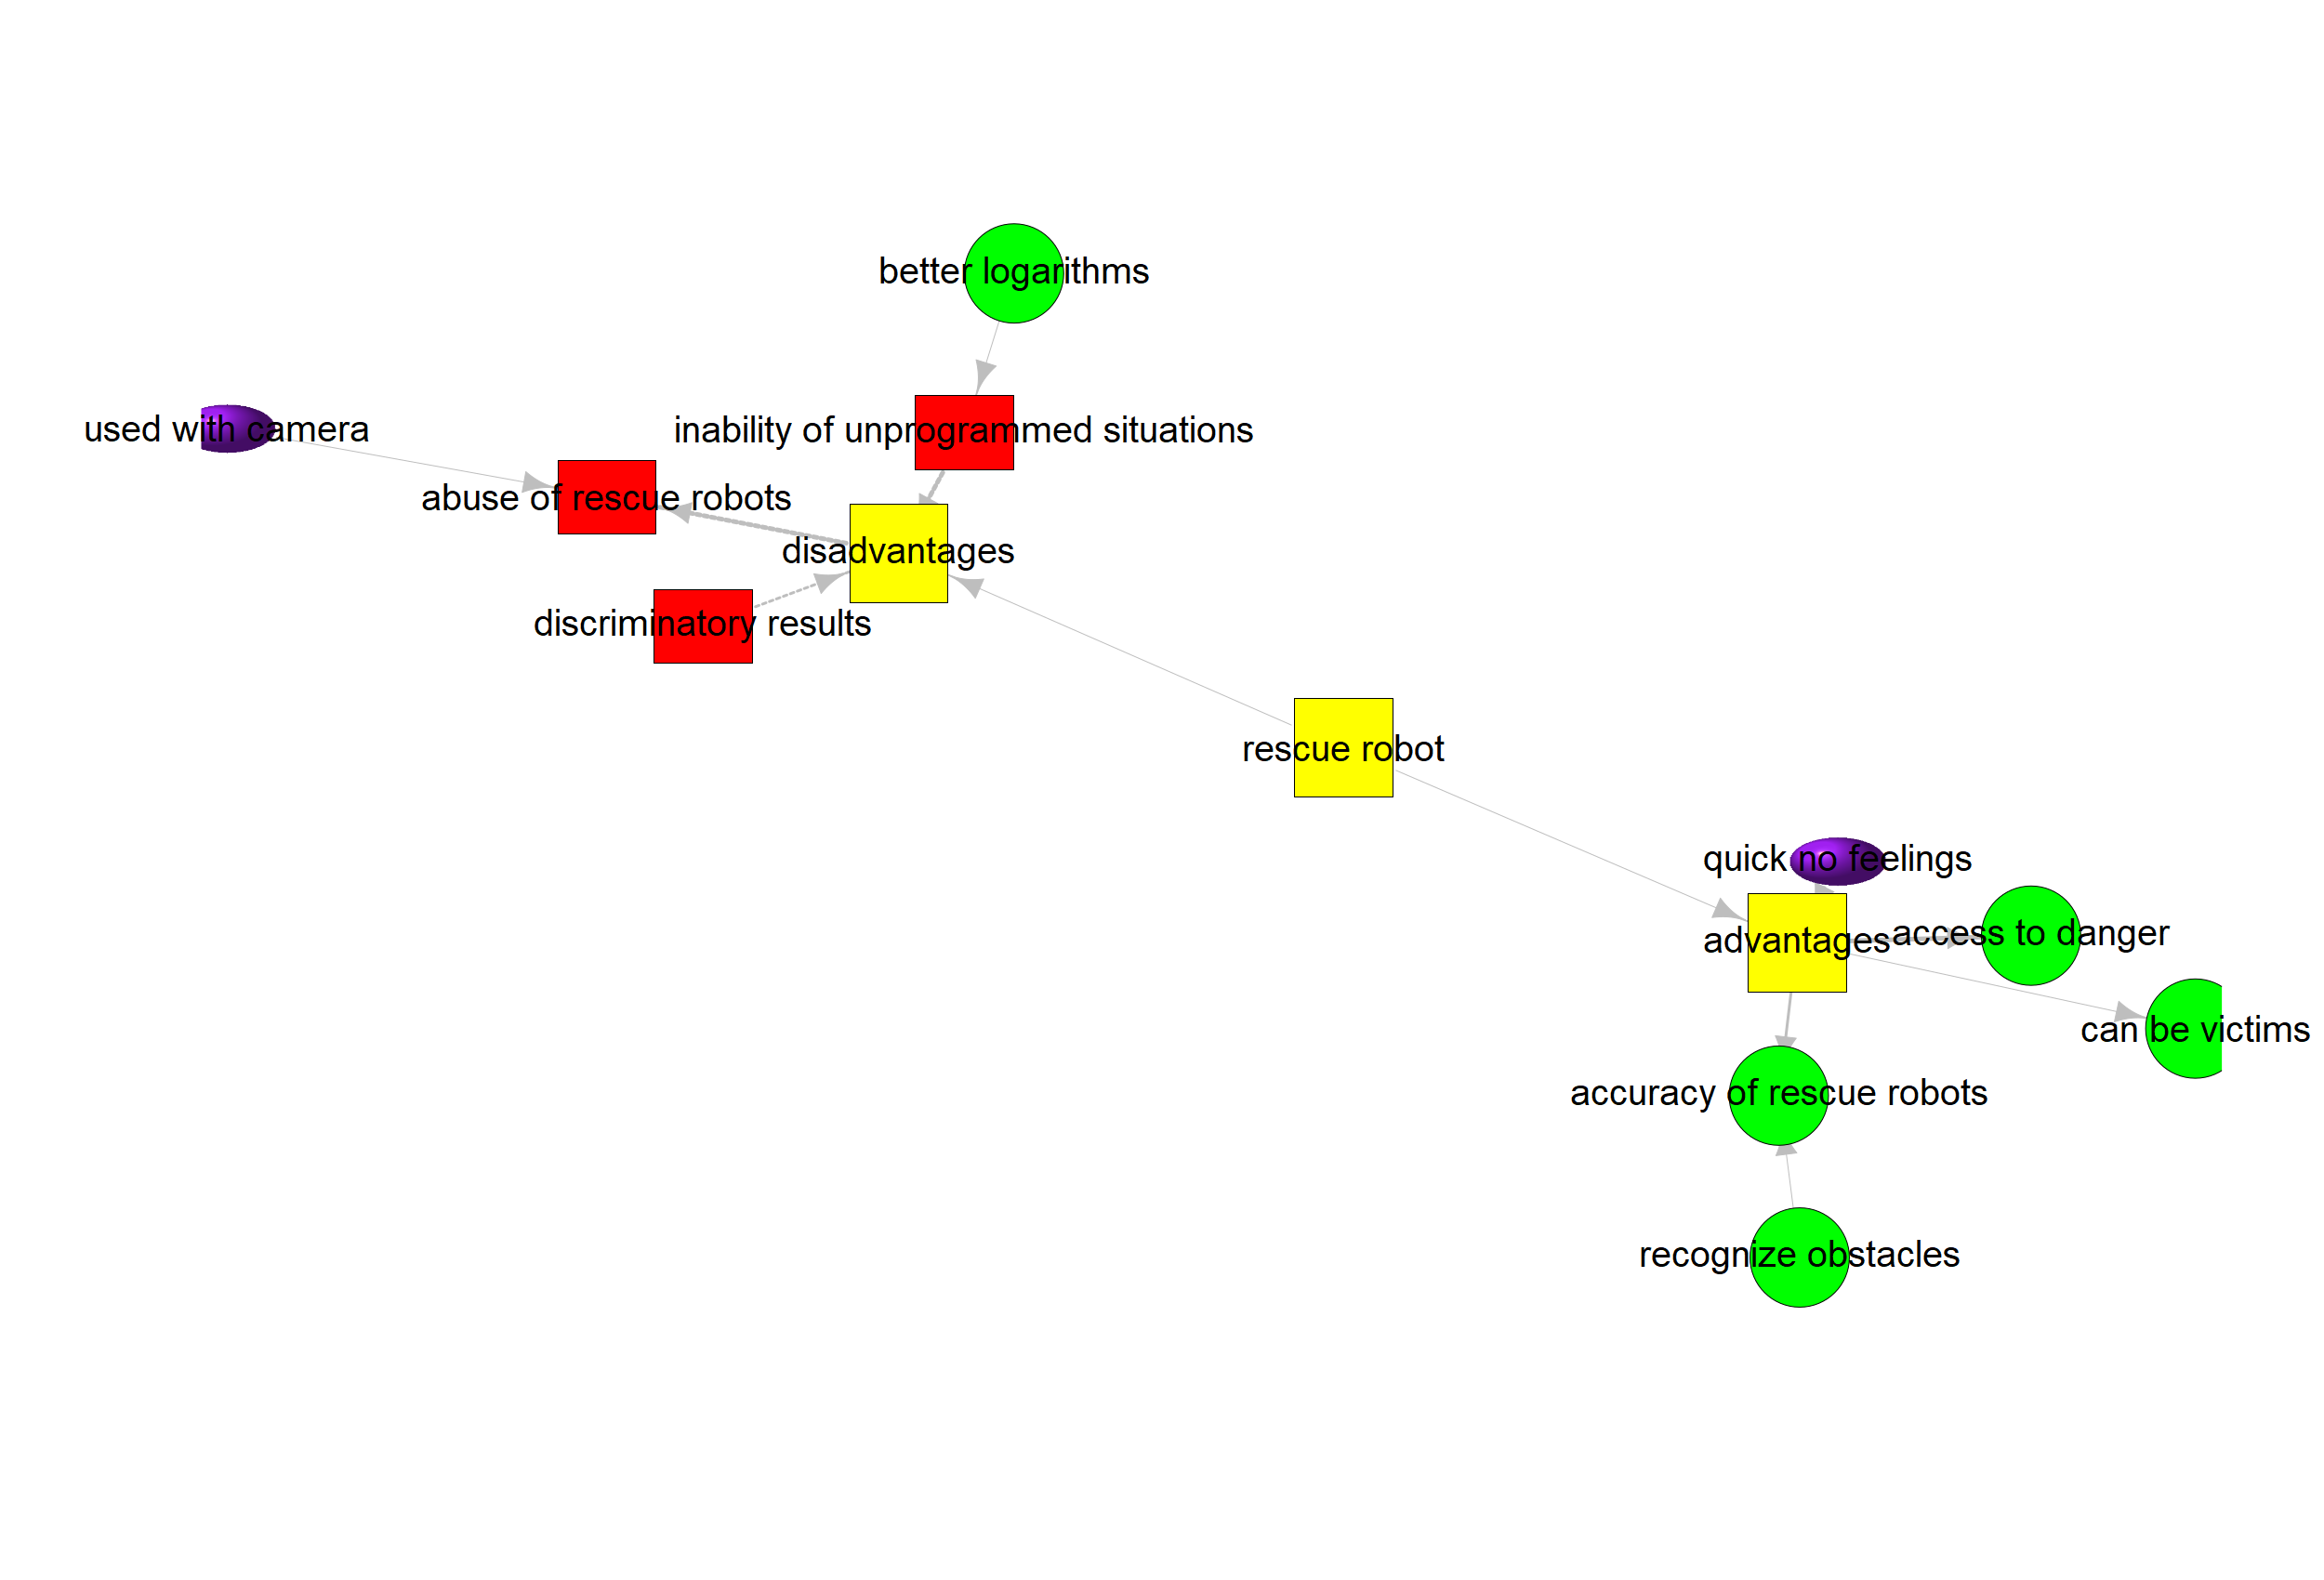 better logarithms
used with camera
inability of unprogrammed situations
abuse of rescue robots
disadvantages
discriminatory results
rescue robot
quick no feelings
advantages
access to danger
can be victims
accuracy of rescue robots
recognize obstacles